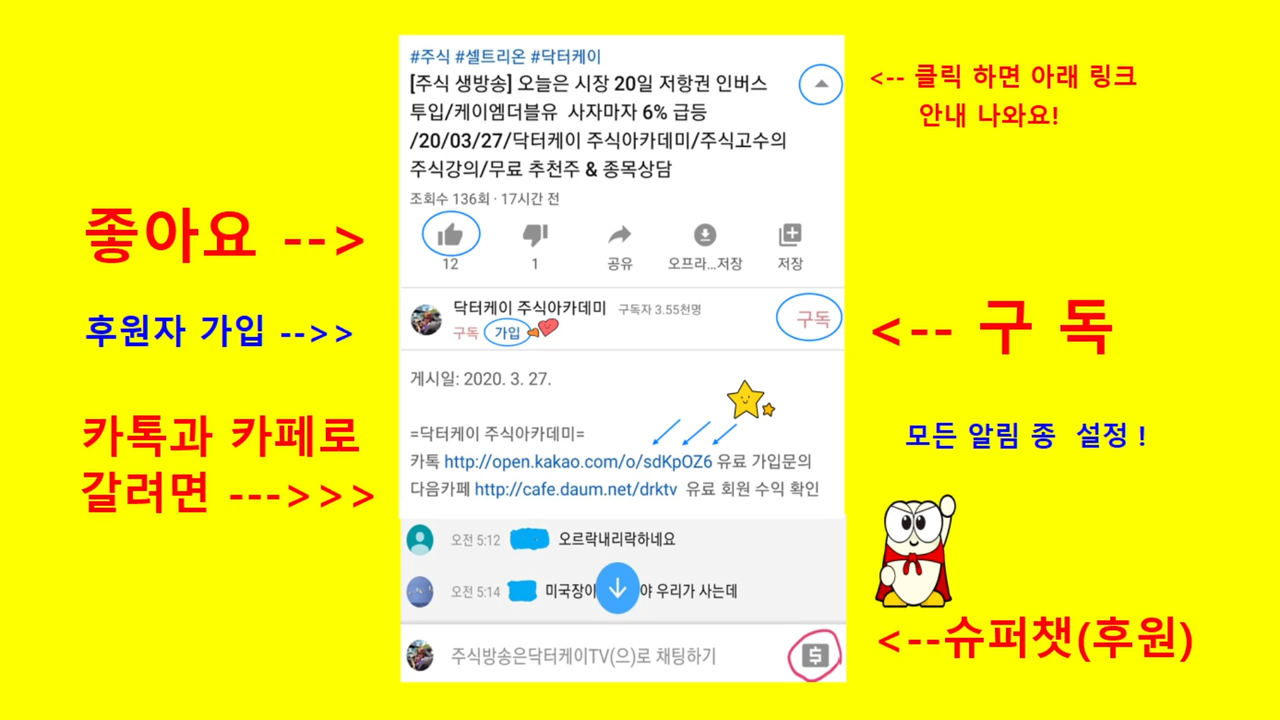 #주식 #셀트리온 #닥터케이
[주식 생방송] 오늘은 시장 20일 저항권 인버스
투입/케이엠더블유 사자마자 6% 급등
/20/03/27/닥터케이 주식아카데미/주식고수의
주식강의/무료 추천주 & 종목상담
조회수 136회 · 17시간 전
12
1
공유
오프라...저장
저장
<-- 클릭 하면 아래 링크
안내 나와요!
좋아요 -->
후원자 가입 -->>
카톡과 카페로
갈려면 --->>>
닥터케이 주식아카데미 구독자 3.55천명
구독 가입
구독
<-- 구 독
게시일: 2020. 3. 27.
모든 알림 종 설정 !
=닥터케이 주식아카데미=
카톡 http://open.kakao.com/o/sdKpOZ6 유료 가입문의
다음카페 http://cafe.daum.net/drktv 유료 회원 수익 확인
오전 5:12 오르락내리락하네요
오전 5:14 미국장이 야 우리가 사는데
주식방송은닥터케이TV(으)로 채팅하기
<--슈퍼챗(후원)